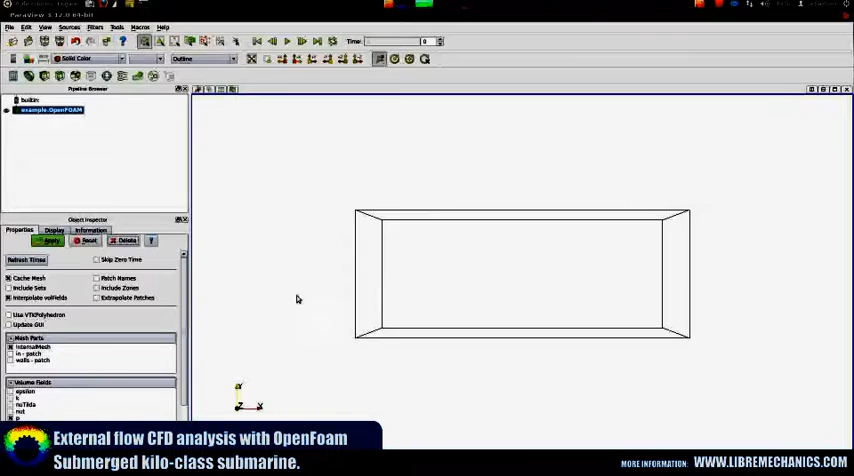 ParaView 3.12.0 64-bit
File Edit View Sources Filters Tools Macros Help
Time: 0
Solid Color Outline
Pipeline Browser
builtin:
example.OpenFOAM
Object Inspector
Properties Display Information
Apply Reset Delete ?
Refresh Times Skip Zero Time
Cache Mesh Patch Names
Include Sets Include Zones
Interpolate volFields Extrapolate Patches
Use VTKPolyhedron
Update GUI
Mesh Parts
internalMesh
in - patch
walls - patch
Volume Fields
epsilon
k
nuTilda
nut
p
Y
Z X
External flow CFD analysis with OpenFoam
Submerged kilo-class submarine.
MORE INFORMATION: WWW.LIBREMECHANICS.COM